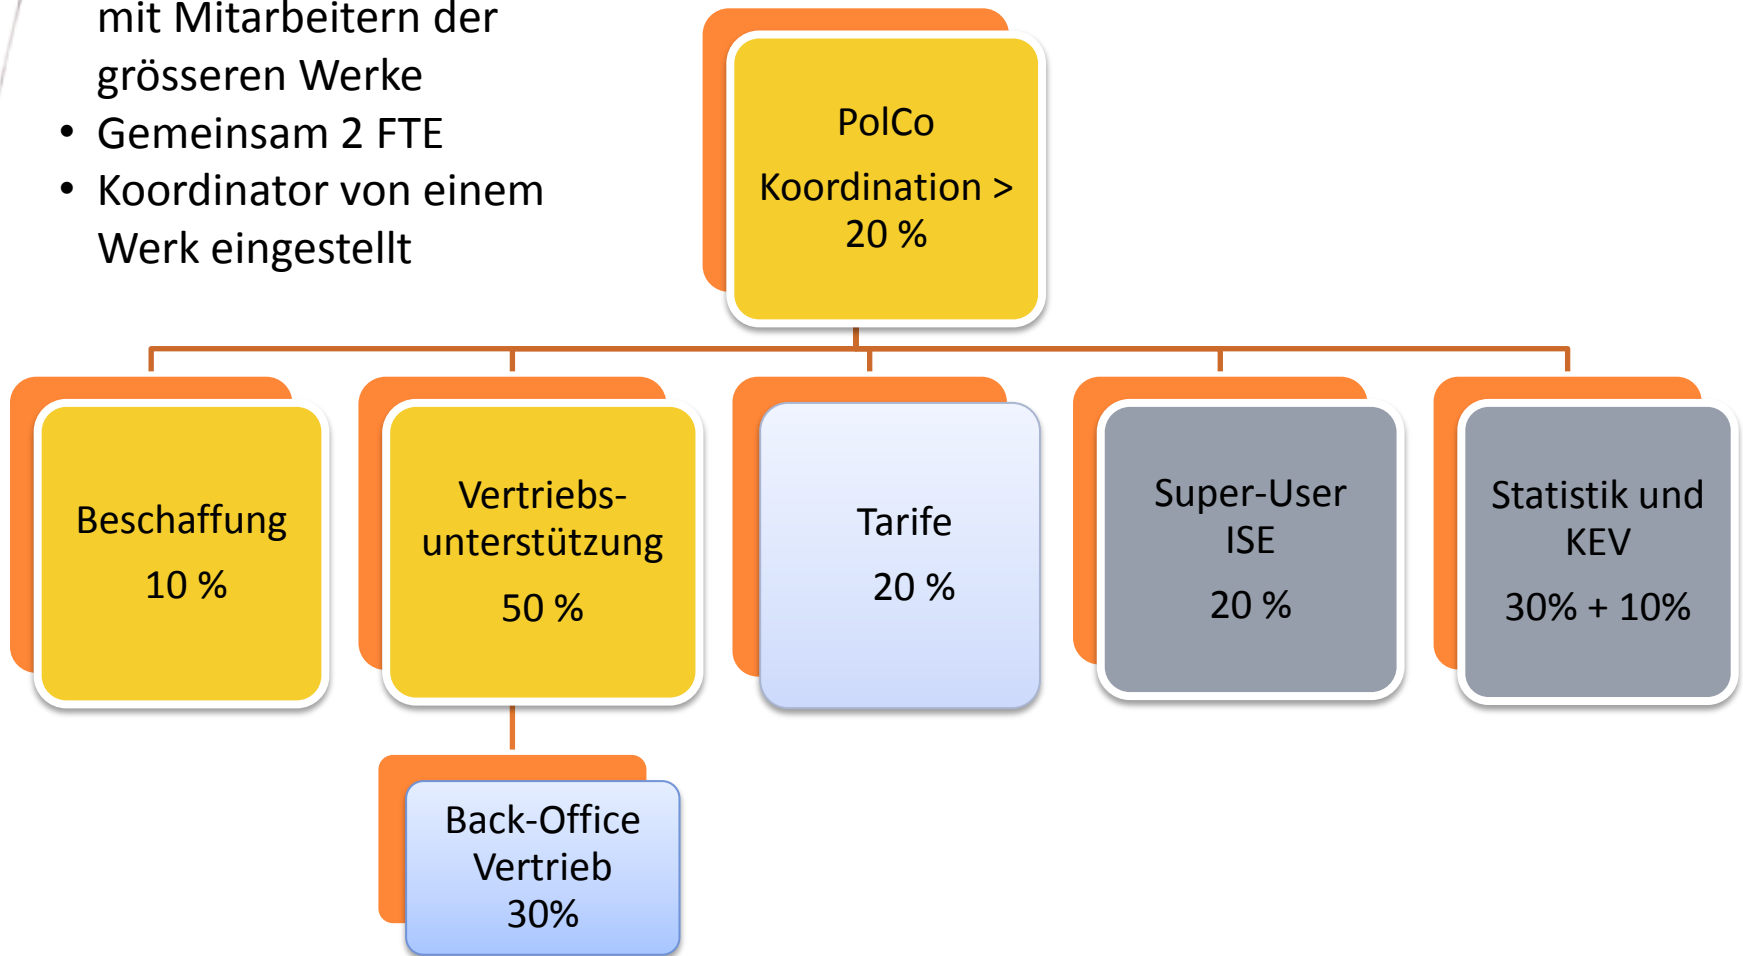 mit Mitarbeitern der
grösseren Werke
• Gemeinsam 2 FTE
• Koordinator von einem
Werk eingestellt
PolCo
Koordination >
20 %
Beschaffung
10 %
Vertriebs-
unterstützung
50 %
Tarife
20 %
Super-User
ISE
20 %
Statistik und
KEV
30% + 10%
Back-Office
Vertrieb
30%